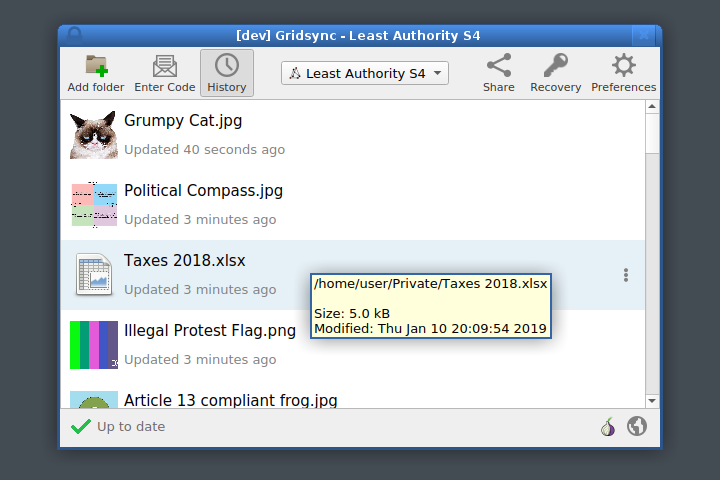 [dev] Gridsync - Least Authority S4
Add folder
Enter Code
History
Least Authority S4
Share
Recovery
Preferences
Grumpy Cat.jpg
Updated 40 seconds ago
Political Compass.jpg
Updated 3 minutes ago
Taxes 2018.xlsx
Updated 3 minutes ago
/home/user/Private/Taxes 2018.xlsx
Size: 5.0 kB
Modified: Thu Jan 10 20:09:54 2019
Illegal Protest Flag.png
Updated 3 minutes ago
Article 13 compliant frog.jpg
Up to date